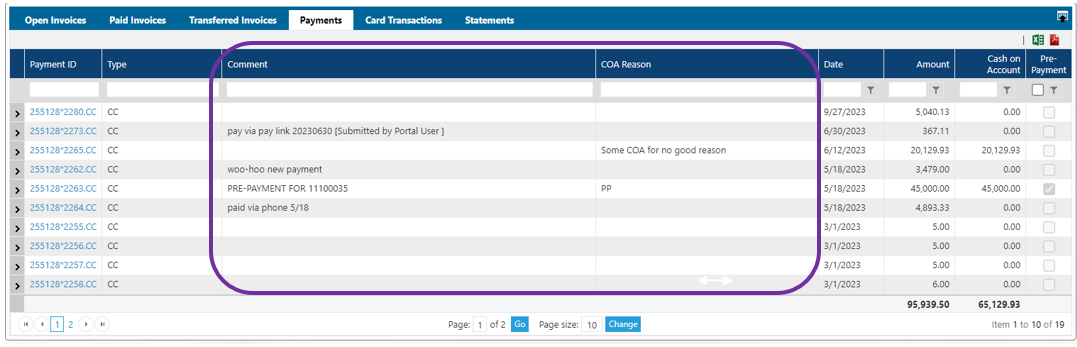 Open Invoices Paid Invoices Transferred Invoices Payments Card Transactions Statements
Payment ID Type Comment COA Reason Date Amount Cash on Account Pre-Payment
255128*2280.CC CC 9/27/2023 5,040.13 0.00
255128*2273.CC CC pay via pay link 20230630 [Submitted by Portal User ] 6/30/2023 367.11 0.00
255128*2265.CC CC Some COA for no good reason 6/12/2023 20,129.93 20,129.93
255128*2262.CC CC woo-hoo new payment 5/18/2023 3,479.00 0.00
255128*2263.CC CC PRE-PAYMENT FOR 11100035 PP 5/18/2023 45,000.00 45,000.00
255128*2264.CC CC paid via phone 5/18 5/18/2023 4,893.33 0.00
255128*2255.CC CC 3/1/2023 5.00 0.00
255128*2256.CC CC 3/1/2023 5.00 0.00
255128*2257.CC CC 3/1/2023 5.00 0.00
255128*2258.CC CC 3/1/2023 6.00 0.00
95,939.50 65,129.93
1 2 Page: 1 of 2 Go Page size: 10 Change Item 1 to 10 of 19